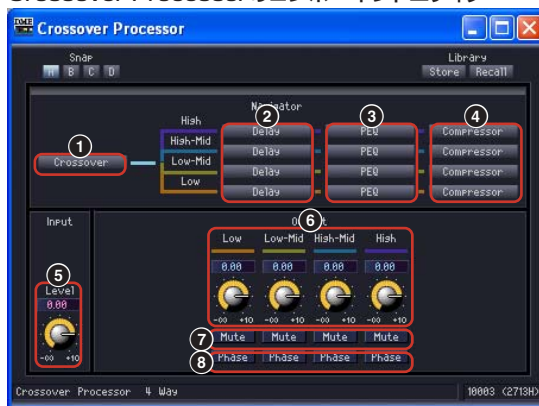 Crossover Processor
Snap
A B C D
Library
Store Recall
Navigator
① ② ③ ④
High
High-Mid
Low-Mid
Low
Crossover
Delay PEQ Compressor
Delay PEQ Compressor
Delay PEQ Compressor
Delay PEQ Compressor
Input
⑤
Level
0.00
-∞ +10
⑥
Low Low-Mid High-Mid High
0.00 0.00 0.00 0.00
-∞ +10 -∞ +10 -∞ +10 -∞ +10
⑦ Mute Mute Mute Mute
⑧ Phase Phase Phase Phase
Crossover Processor 4 Way
10003 (2713H)